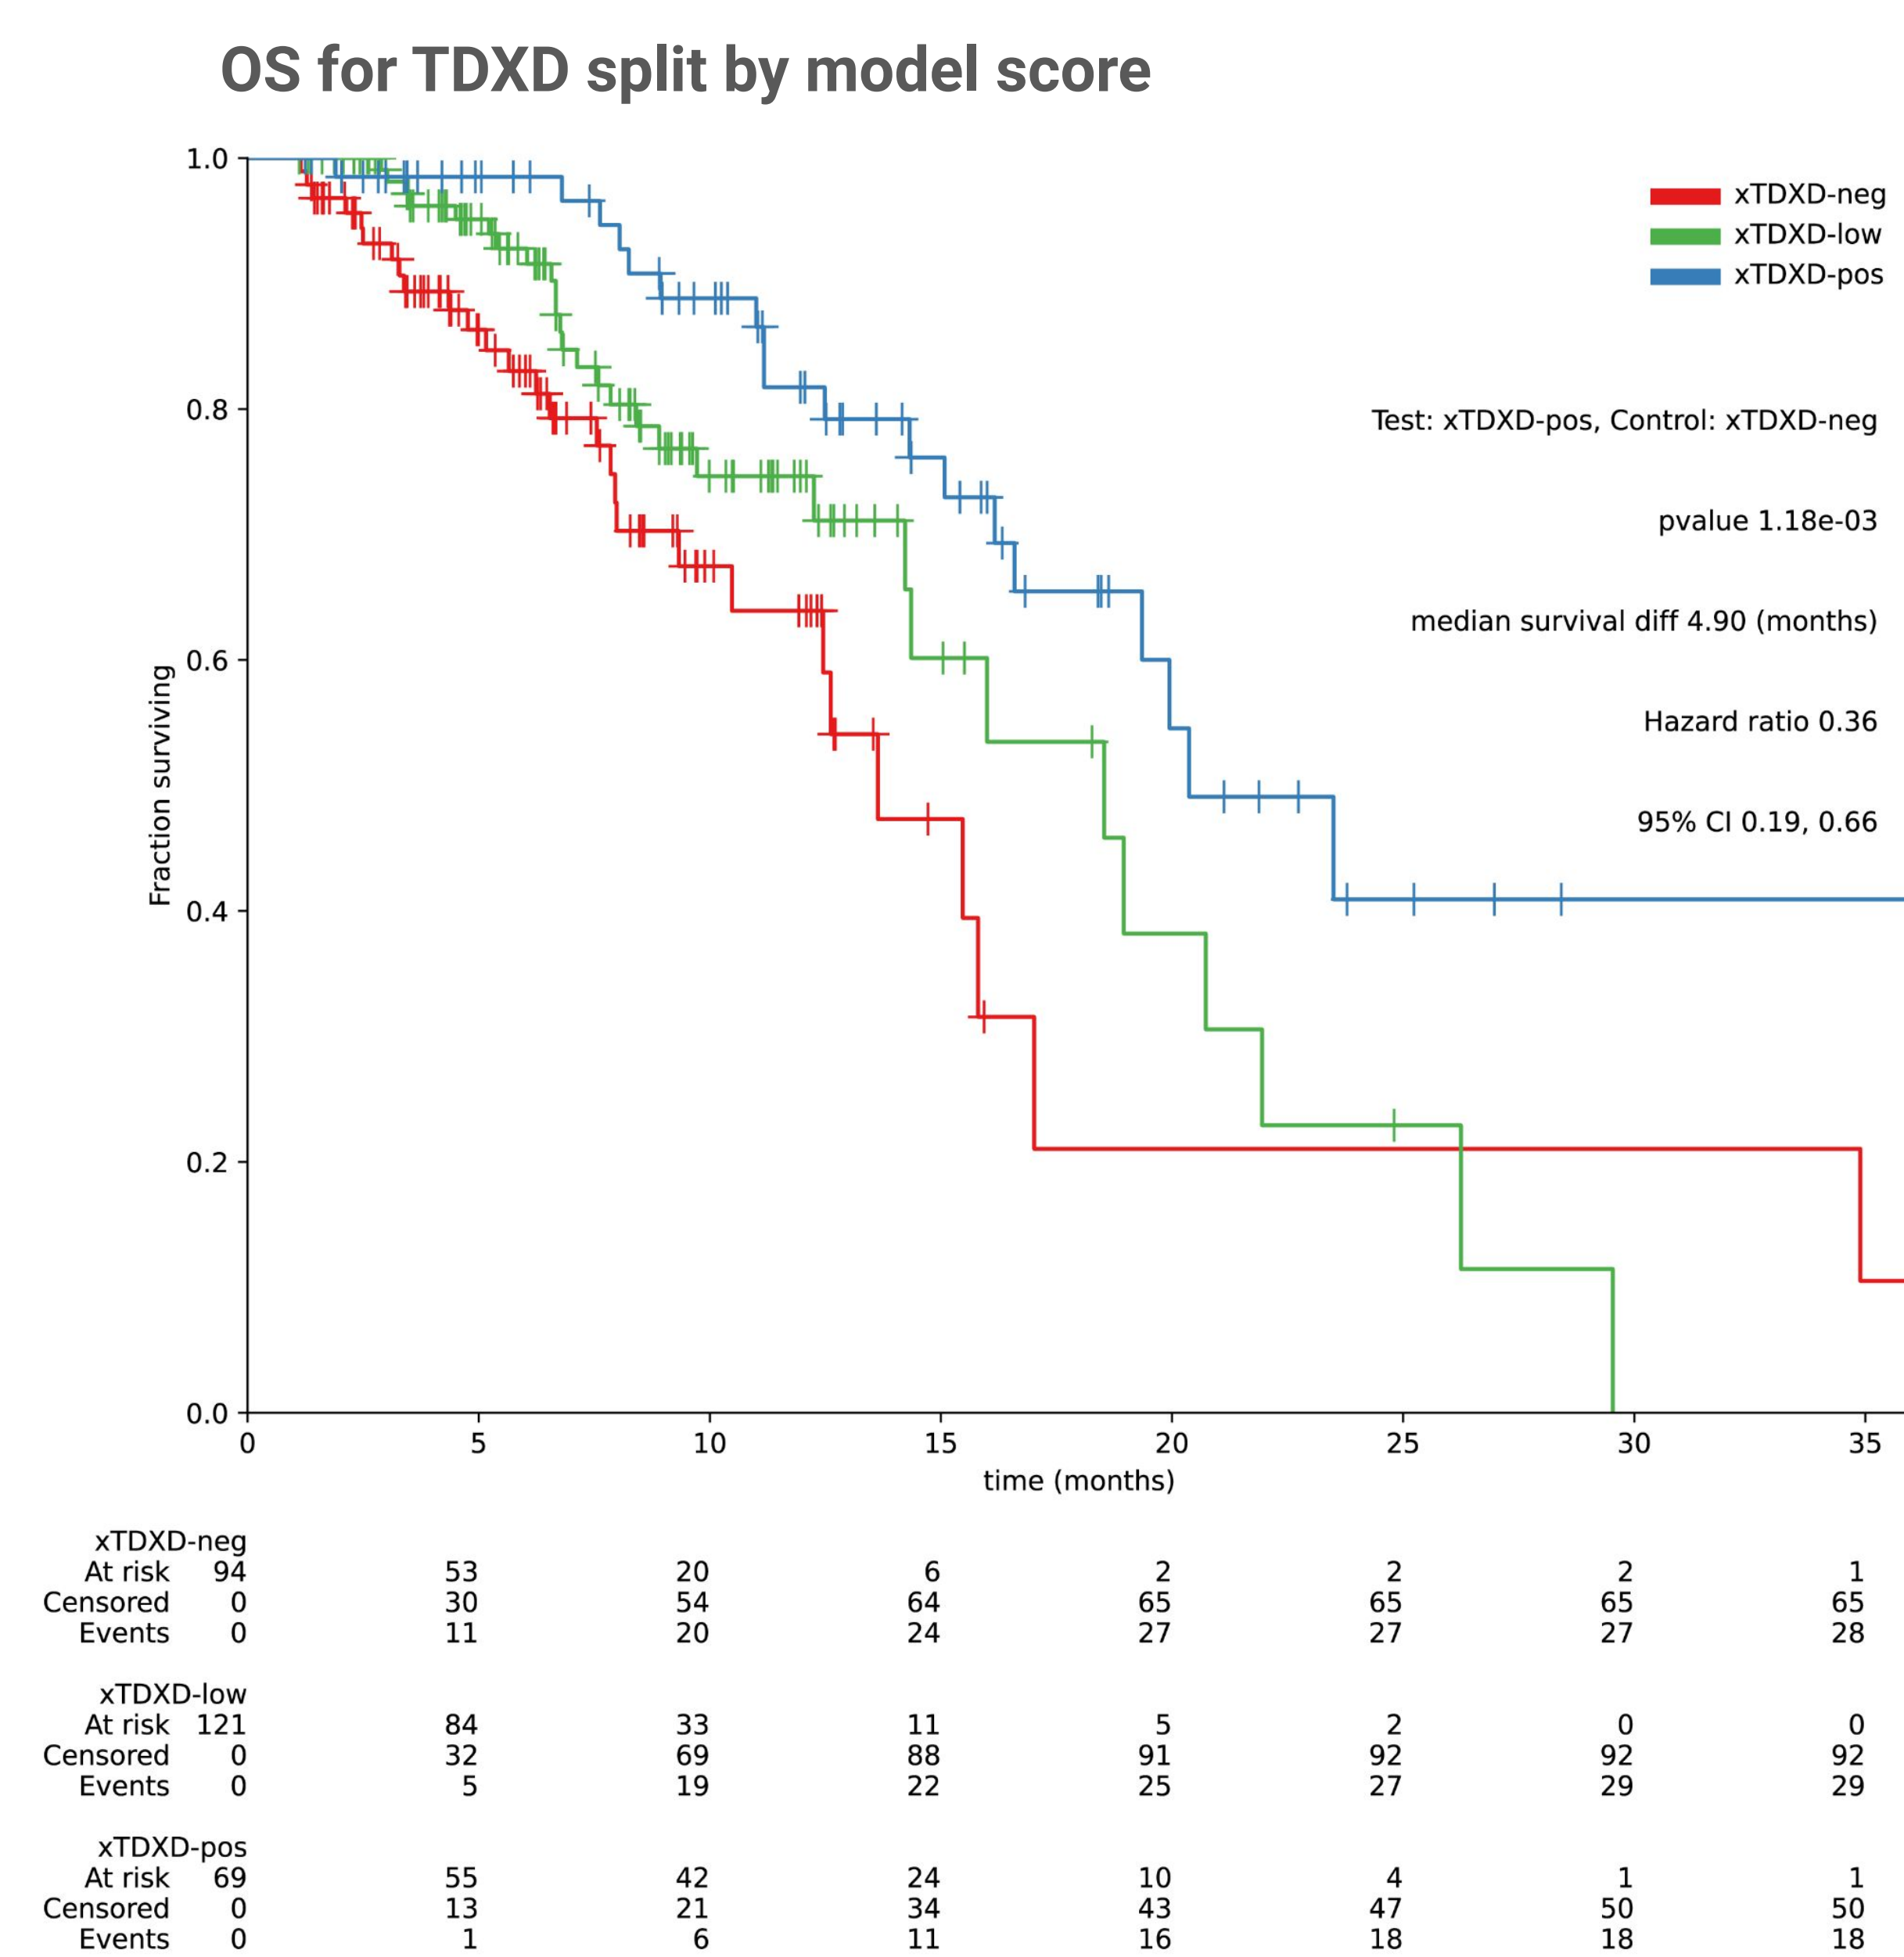 OS for TDXD split by model score
1.0
0.8
0.6
0.4
0.2
0.0
Fraction surviving
xTDXD-neg
xTDXD-low
xTDXD-pos
Test: xTDXD-pos, Control: xTDXD-neg
pvalue 1.18e-03
median survival diff 4.90 (months)
Hazard ratio 0.36
95% CI 0.19, 0.66
0 5 10 15 20 25 30 35
time (months)
xTDXD-neg
At risk 94 53 20 6 2 2 2 1
Censored 0 30 54 64 65 65 65 65
Events 0 11 20 24 27 27 27 28
xTDXD-low
At risk 121 84 33 11 5 2 0 0
Censored 0 32 69 88 91 92 92 92
Events 0 5 19 22 25 27 29 29
xTDXD-pos
At risk 69 55 42 24 10 4 1 1
Censored 0 13 21 34 43 47 50 50
Events 0 1 6 11 16 18 18 18